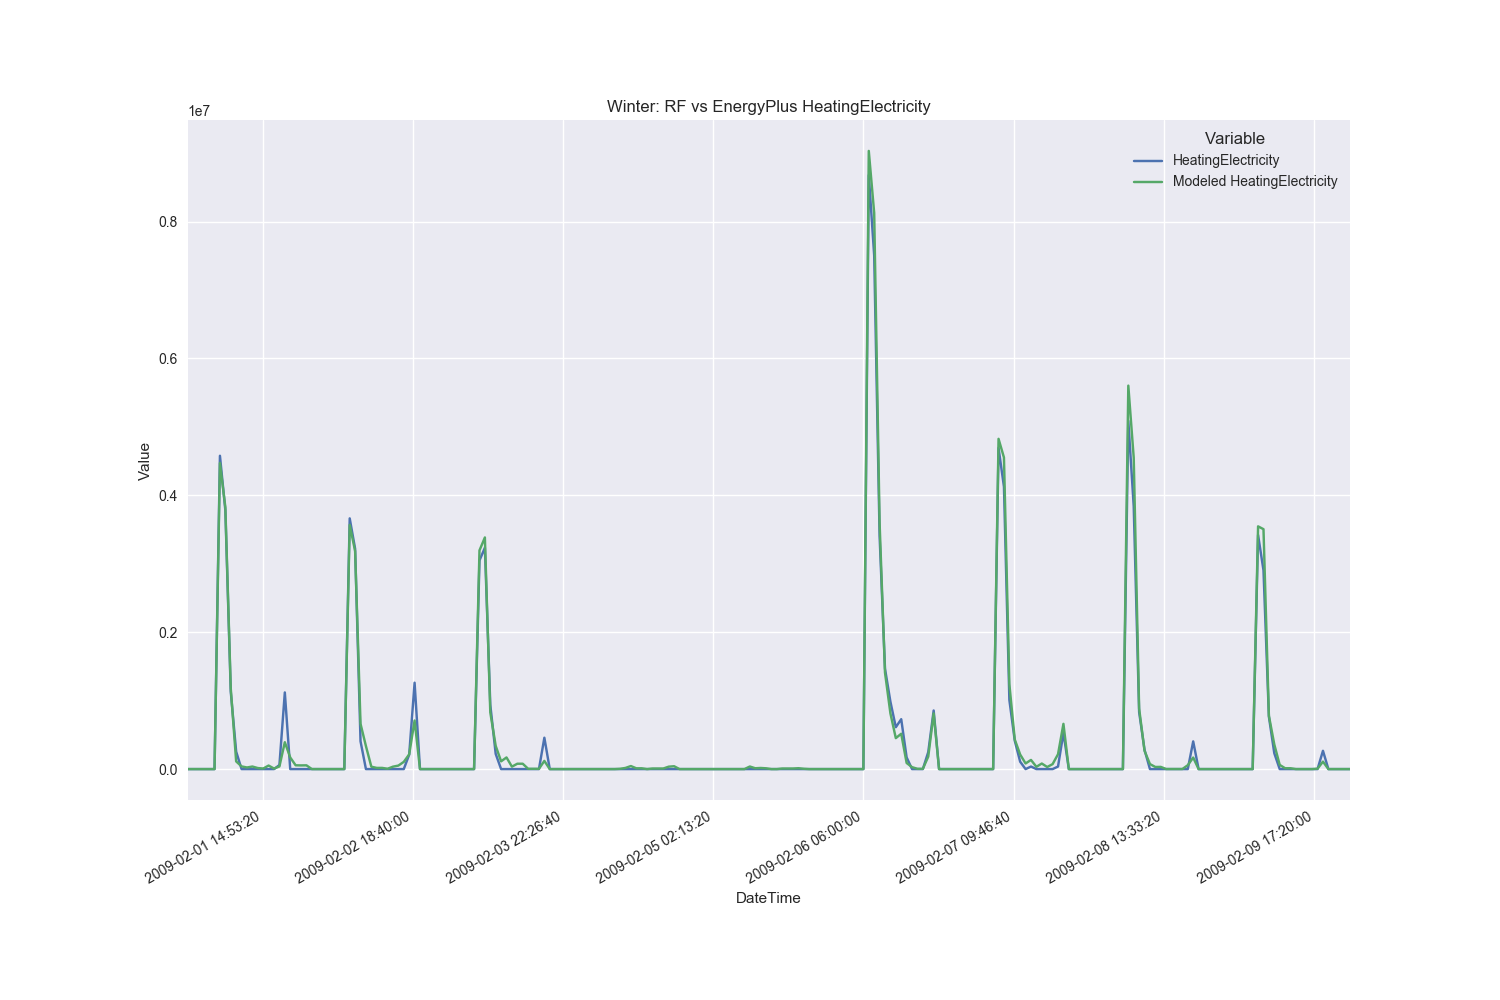 Winter: RF vs EnergyPlus HeatingElectricity
1e7
Variable
HeatingElectricity
Modeled HeatingElectricity
0.8
0.6
0.4
0.2
0.0
Value
2009-02-01 14:53:20
2009-02-02 18:40:00
2009-02-03 22:26:40
2009-02-05 02:13:20
2009-02-06 06:00:00
2009-02-07 09:46:40
2009-02-08 13:33:20
2009-02-09 17:20:00
DateTime